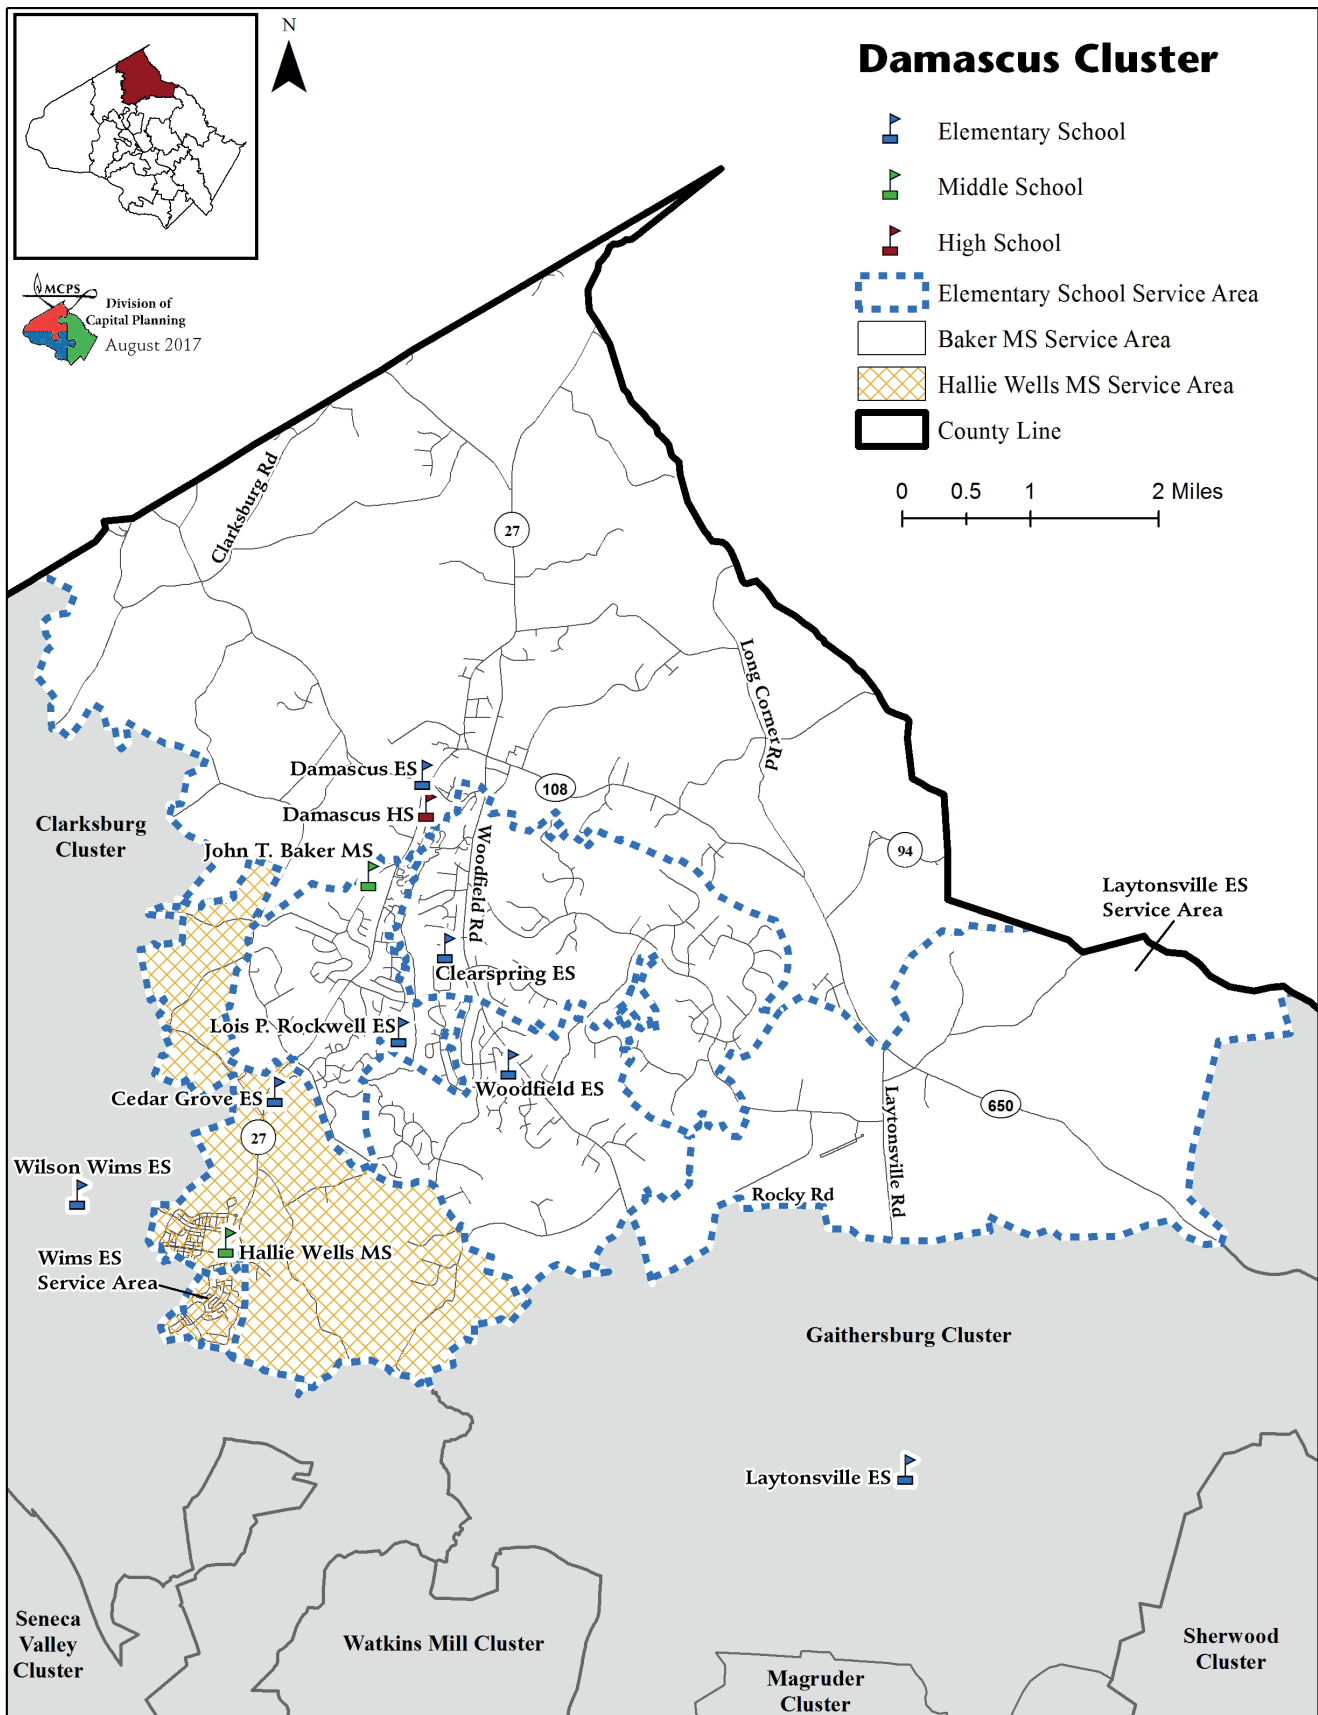 N
Damascus Cluster
Elementary School
Middle School
High School
Elementary School Service Area
Baker MS Service Area
Hallie Wells MS Service Area
County Line
0 0.5 1 2 Miles
MCPS
Division of
Capital Planning
August 2017
Clarksburg Rd
27
Long Corner Rd
Damascus ES
108
Damascus HS
Clarksburg
Cluster
John T. Baker MS
Woodfield Rd
94
Laytonsville ES
Service Area
Clearspring ES
Lois P. Rockwell ES
Woodfield ES
Cedar Grove ES
650
Laytonsville Rd
27
Wilson Wims ES
Rocky Rd
Hallie Wells MS
Wims ES
Service Area
Gaithersburg Cluster
Laytonsville ES
Seneca
Valley
Cluster
Watkins Mill Cluster
Sherwood
Cluster
Magruder
Cluster